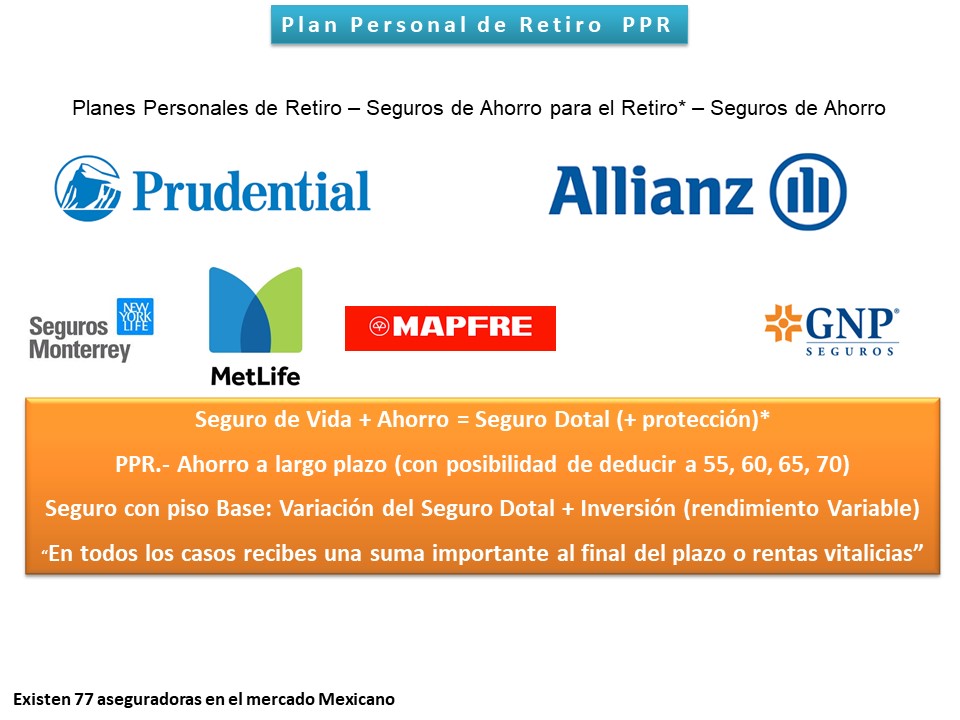 Plan Personal de Retiro PPR
Planes Personales de Retiro – Seguros de Ahorro para el Retiro* – Seguros de Ahorro
Prudential
Allianz
Seguros
Monterrey
NEW
YORK
LIFE
MetLife
MAPFRE
GNP®
SEGUROS
Seguro de Vida + Ahorro = Seguro Dotal (+ protección)*
PPR.- Ahorro a largo plazo (con posibilidad de deducir a 55, 60, 65, 70)
Seguro con piso Base: Variación del Seguro Dotal + Inversión (rendimiento Variable)
“En todos los casos recibes una suma importante al final del plazo o rentas vitalicias”
Existen 77 aseguradoras en el mercado Mexicano